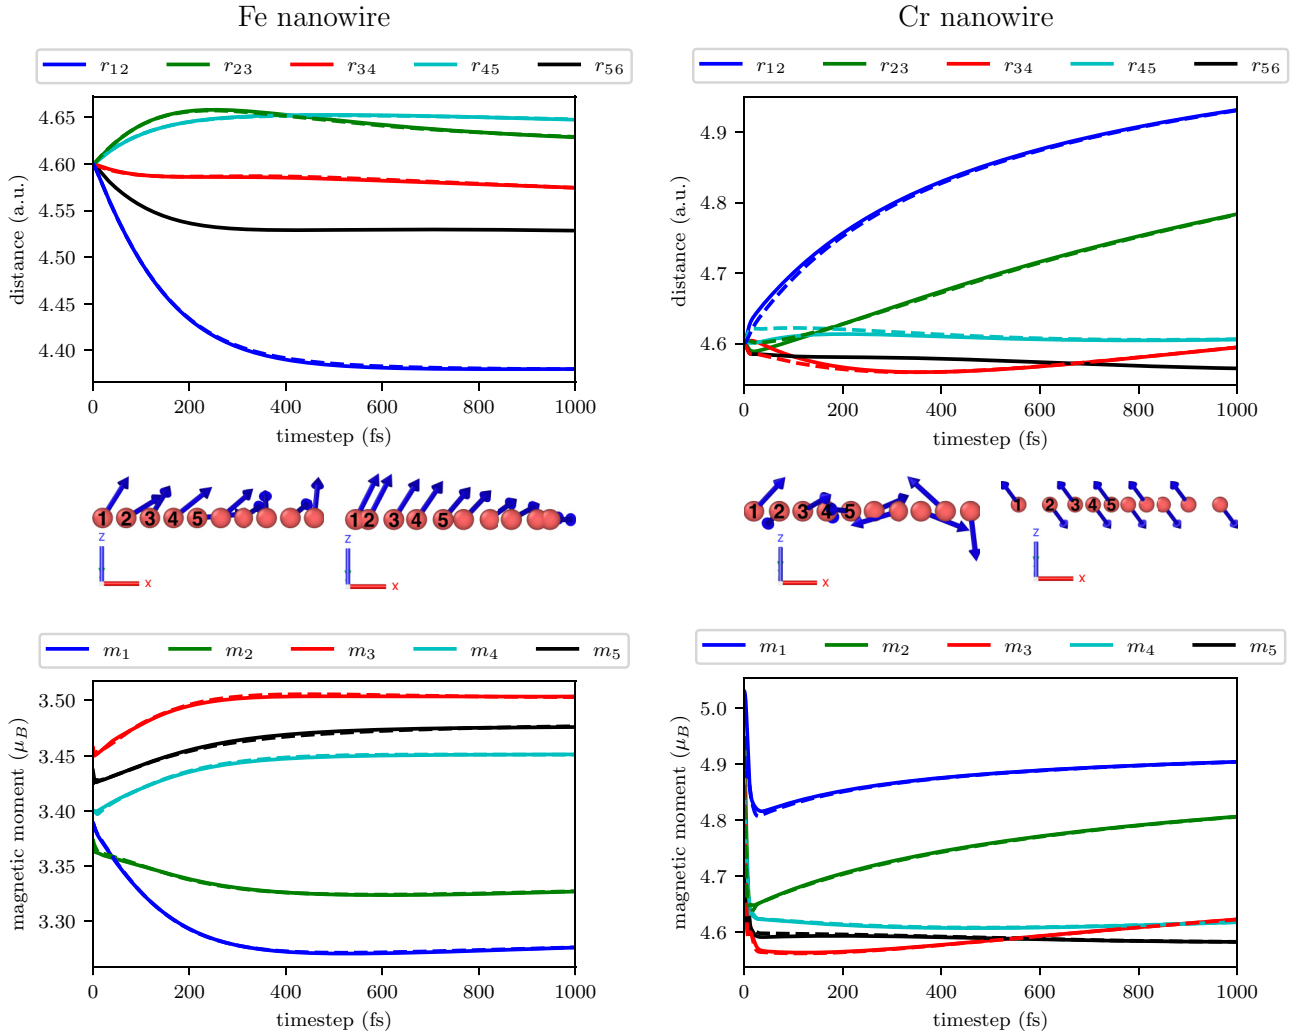 Fe nanowire
Cr nanowire
r12 r23 r34 r45 r56
r12 r23 r34 r45 r56
distance (a.u.)
4.65
4.60
4.55
4.50
4.45
4.40
0 200 400 600 800 1000
timestep (fs)
distance (a.u.)
4.9
4.8
4.7
4.6
0 200 400 600 800 1000
timestep (fs)
1 2 3 4 5
z
x
1 2 3 4 5
z
x
1 2 3 4 5
z
x
1 2 3 4 5
z
x
m1 m2 m3 m4 m5
m1 m2 m3 m4 m5
magnetic moment (μB)
3.50
3.45
3.40
3.35
3.30
0 200 400 600 800 1000
timestep (fs)
magnetic moment (μB)
5.0
4.9
4.8
4.7
4.6
0 200 400 600 800 1000
timestep (fs)